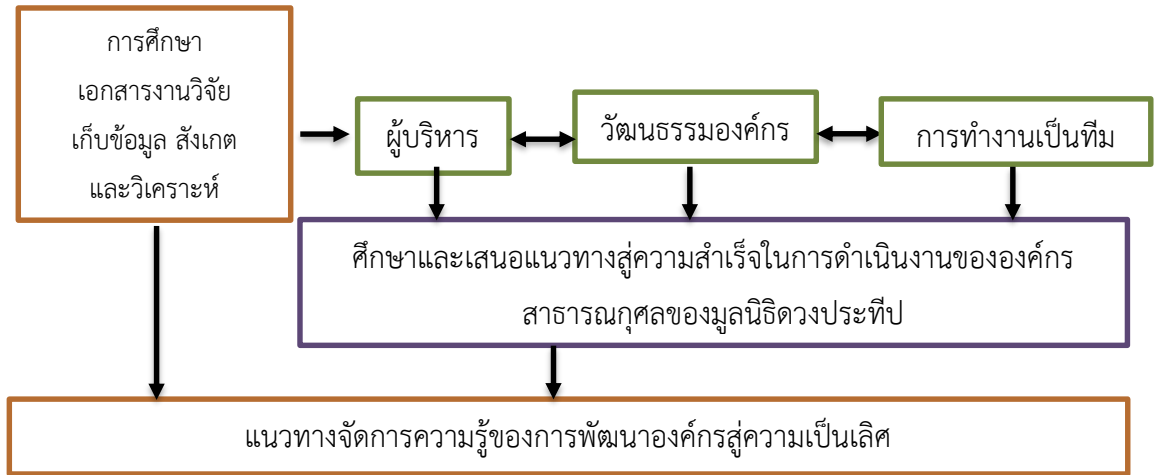 การศึกษา
เอกสารงานวิจัย
เก็บข้อมูล สังเกต
และวิเคราะห์
ผู้บริหาร
วัฒนธรรมองค์กร
การทำงานเป็นทีม
ศึกษาและเสนอแนวทางสู่ความสำเร็จในการดำเนินงานขององค์กร
สาธารณกุศลของมูลนิธิดวงประทีป
แนวทางจัดการความรู้ของการพัฒนาองค์กรสู่ความเป็นเลิศ